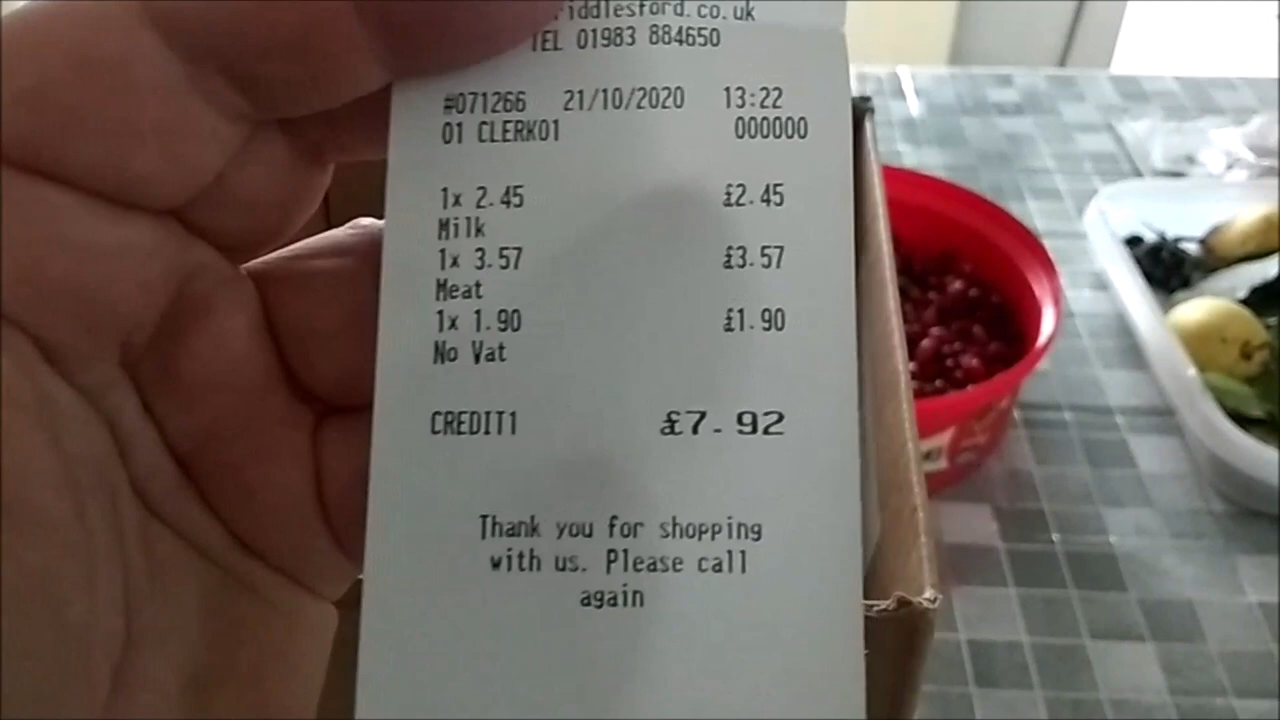 iddlesford.co.uk
TEL 01983 884650
#071266 21/10/2020 13:22
01 CLERK01 000000
1x 2.45 £2.45
Milk
1x 3.57 £3.57
Meat
1x 1.90 £1.90
No Vat
CREDIT1 £7.92
Thank you for shopping
with us. Please call
again